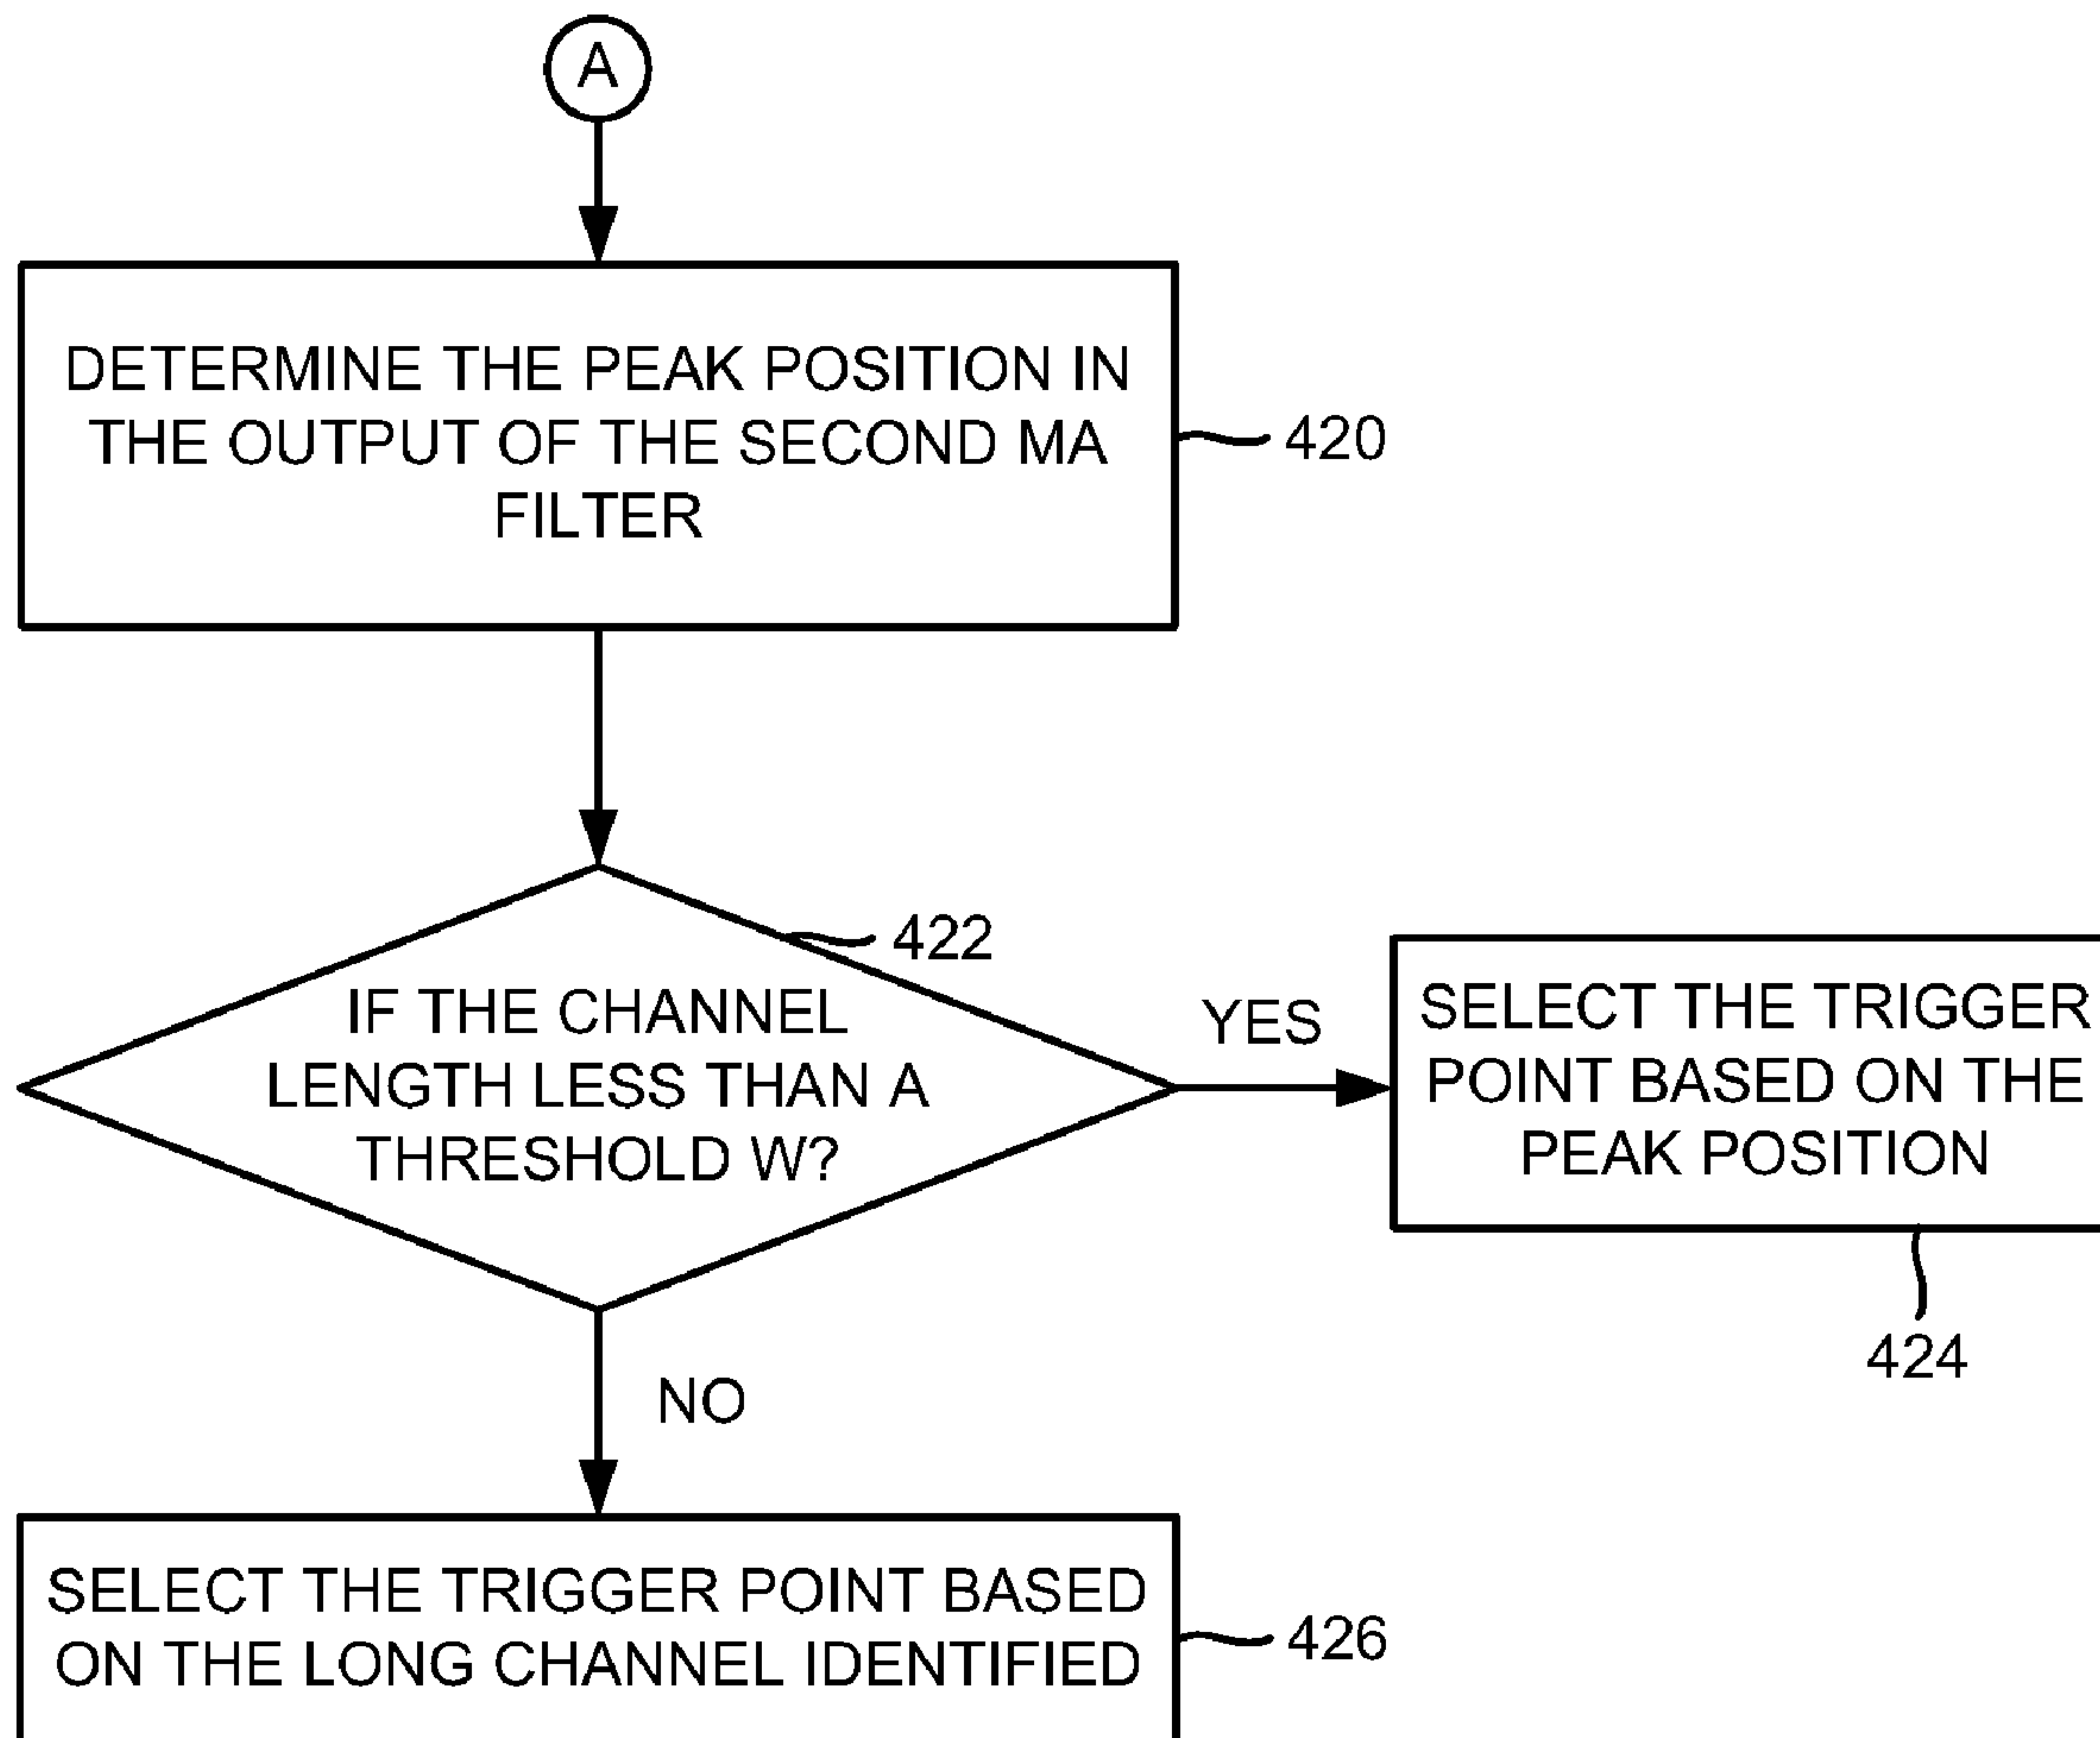 A
DETERMINE THE PEAK POSITION IN
THE OUTPUT OF THE SECOND MA
FILTER
420
422
IF THE CHANNEL
LENGTH LESS THAN A
THRESHOLD W?
YES
SELECT THE TRIGGER
POINT BASED ON THE
PEAK POSITION
424
NO
SELECT THE TRIGGER POINT BASED
ON THE LONG CHANNEL IDENTIFIED
426